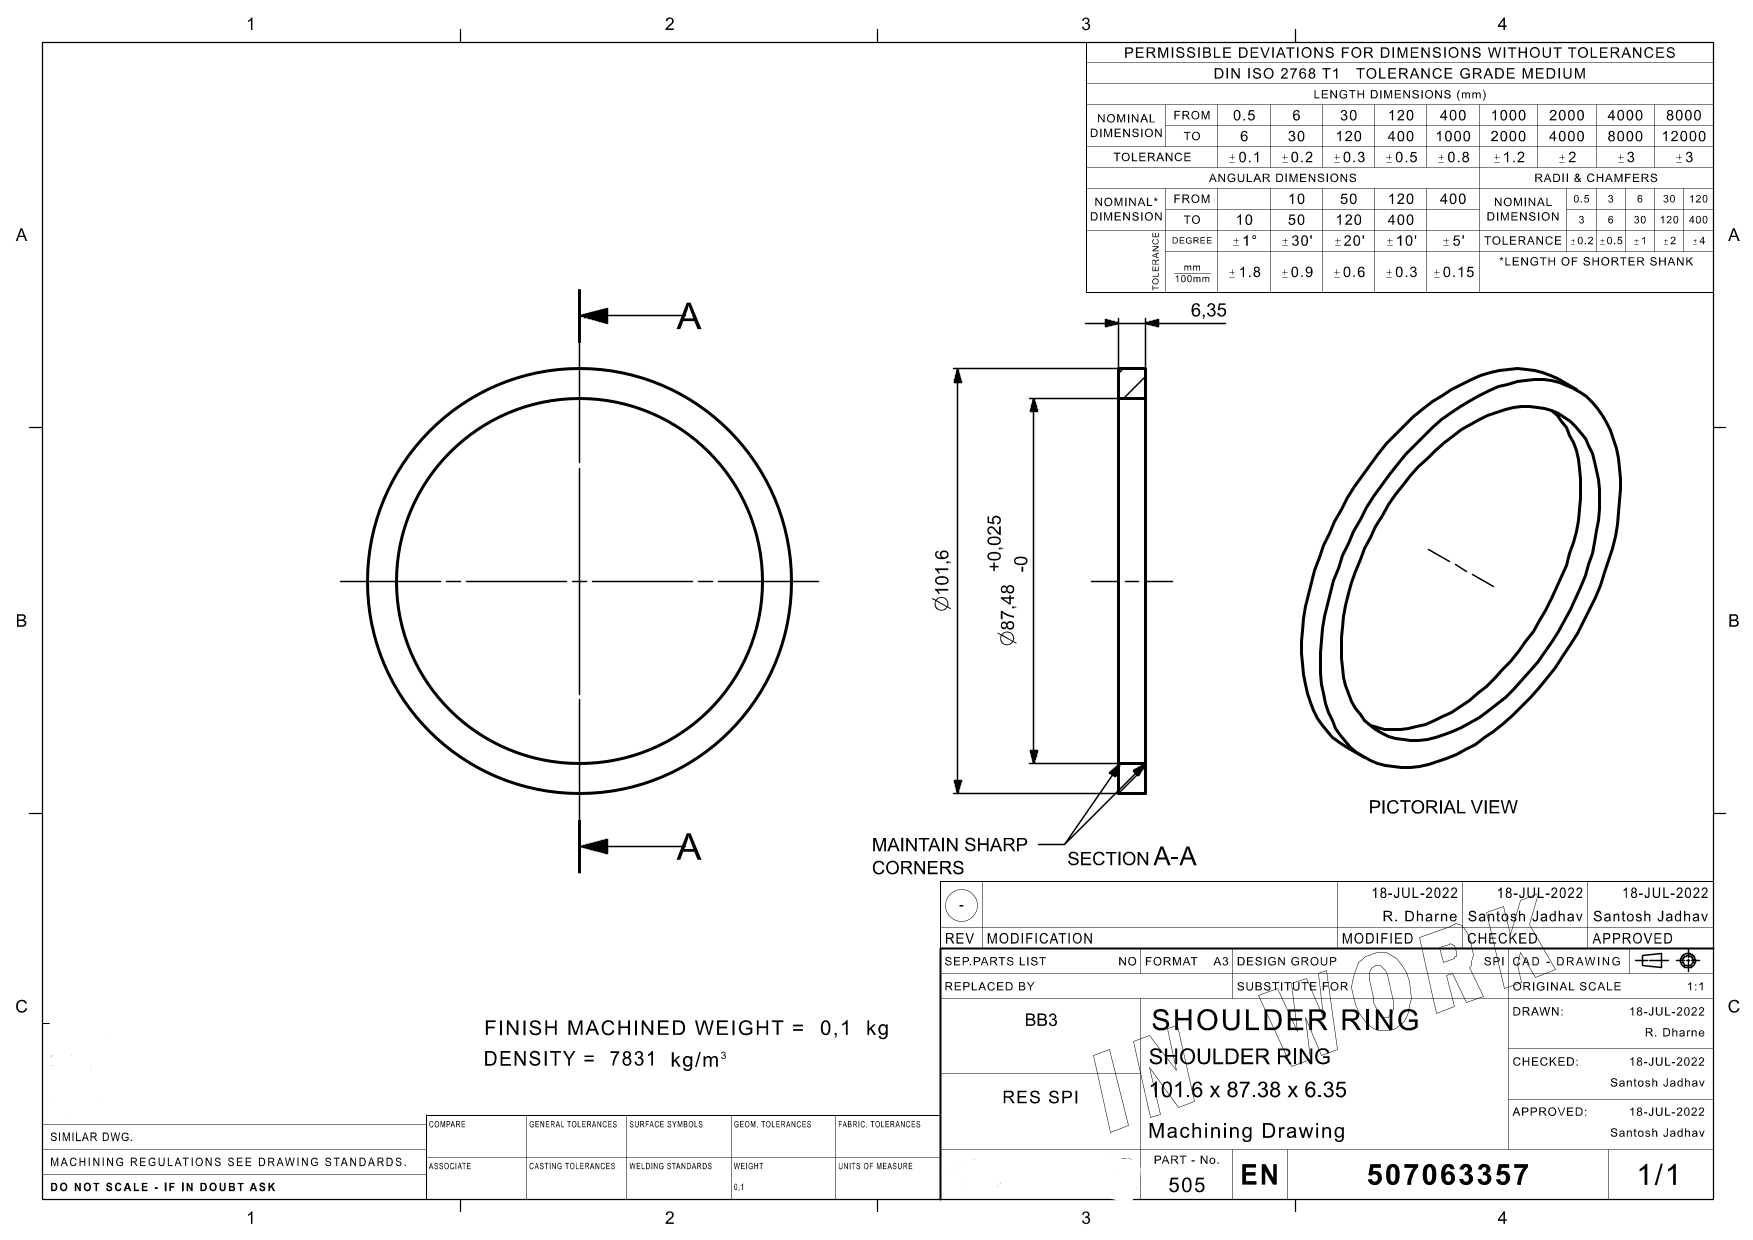 1 2 3 4
PERMISSIBLE DEVIATIONS FOR DIMENSIONS WITHOUT TOLERANCES
DIN ISO 2768 T1 TOLERANCE GRADE MEDIUM
LENGTH DIMENSIONS (mm)
NOMINAL DIMENSION FROM 0.5 6 30 120 400 1000 2000 4000 8000
TO 6 30 120 400 1000 2000 4000 8000 12000
TOLERANCE ±0.1 ±0.2 ±0.3 ±0.5 ±0.8 ±1.2 ±2 ±3 ±3
ANGULAR DIMENSIONS RADII & CHAMFERS
NOMINAL* DIMENSION FROM 10 50 120 400 NOMINAL DIMENSION 0.5 3 6 30 120
TO 10 50 120 400 3 6 30 120 400
TOLERANCE DEGREE ±1° ±30' ±20' ±10' ±5' TOLERANCE ±0.2 ±0.5 ±1 ±2 ±4
mm/100mm ±1.8 ±0.9 ±0.6 ±0.3 ±0.15 *LENGTH OF SHORTER SHANK
A A
A
6,35
Ø101,6
Ø87,48 +0,025 -0
B B
PICTORIAL VIEW
A
MAINTAIN SHARP
CORNERS
SECTION A-A
- 18-JUL-2022 18-JUL-2022 18-JUL-2022
R. Dharne Santosh Jadhav Santosh Jadhav
REV MODIFICATION MODIFIED CHECKED APPROVED
SEP.PARTS LIST NO FORMAT A3 DESIGN GROUP SPI CAD - DRAWING
REPLACED BY SUBSTITUTE FOR ORIGINAL SCALE 1:1
C C
FINISH MACHINED WEIGHT = 0,1 kg
DENSITY = 7831 kg/m³
BB3
RES SPI
SHOULDER RING
SHOULDER RING
101.6 x 87.38 x 6.35
Machining Drawing
IN WORK
DRAWN: 18-JUL-2022
R. Dharne
CHECKED: 18-JUL-2022
Santosh Jadhav
APPROVED: 18-JUL-2022
Santosh Jadhav
COMPARE GENERAL TOLERANCES SURFACE SYMBOLS GEOM. TOLERANCES FABRIC. TOLERANCES
ASSOCIATE CASTING TOLERANCES WELDING STANDARDS WEIGHT UNITS OF MEASURE
0,1
SIMILAR DWG.
MACHINING REGULATIONS SEE DRAWING STANDARDS.
DO NOT SCALE - IF IN DOUBT ASK
PART - No.
505
EN
507063357
1/1
1 2 3 4